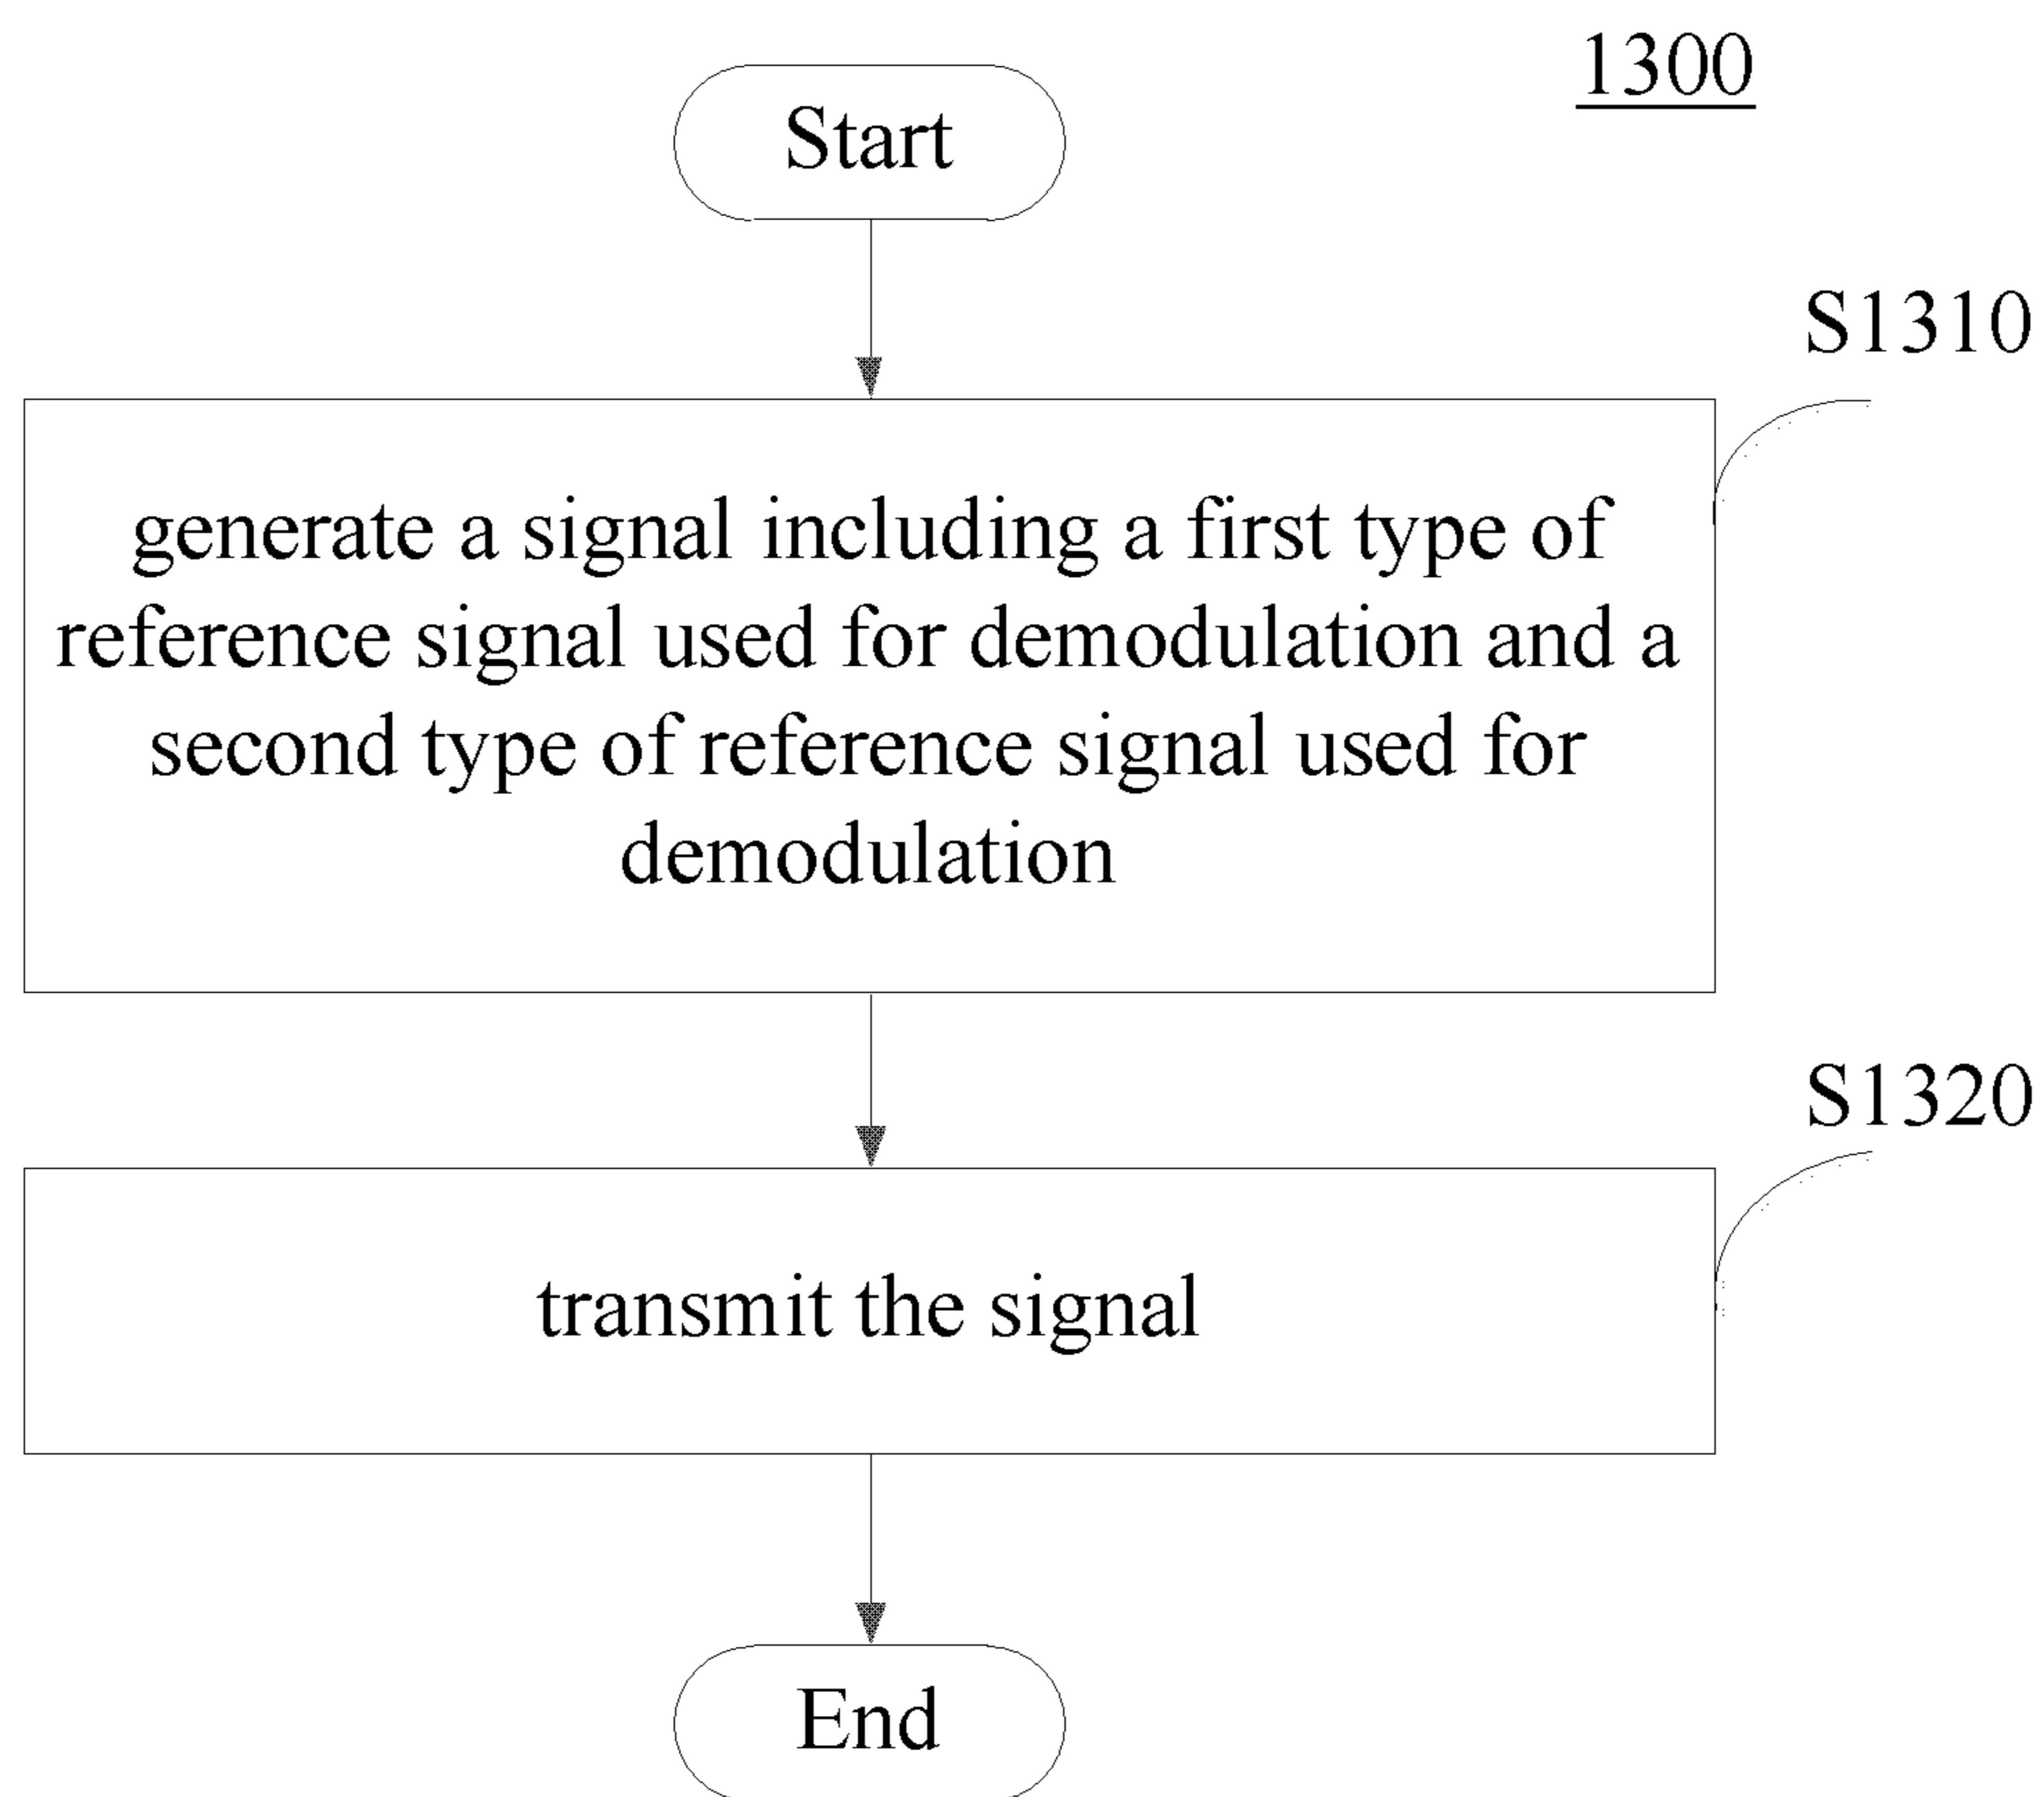 1300
Start
S1310
generate a signal including a first type of
reference signal used for demodulation and a
second type of reference signal used for
demodulation
S1320
transmit the signal
End